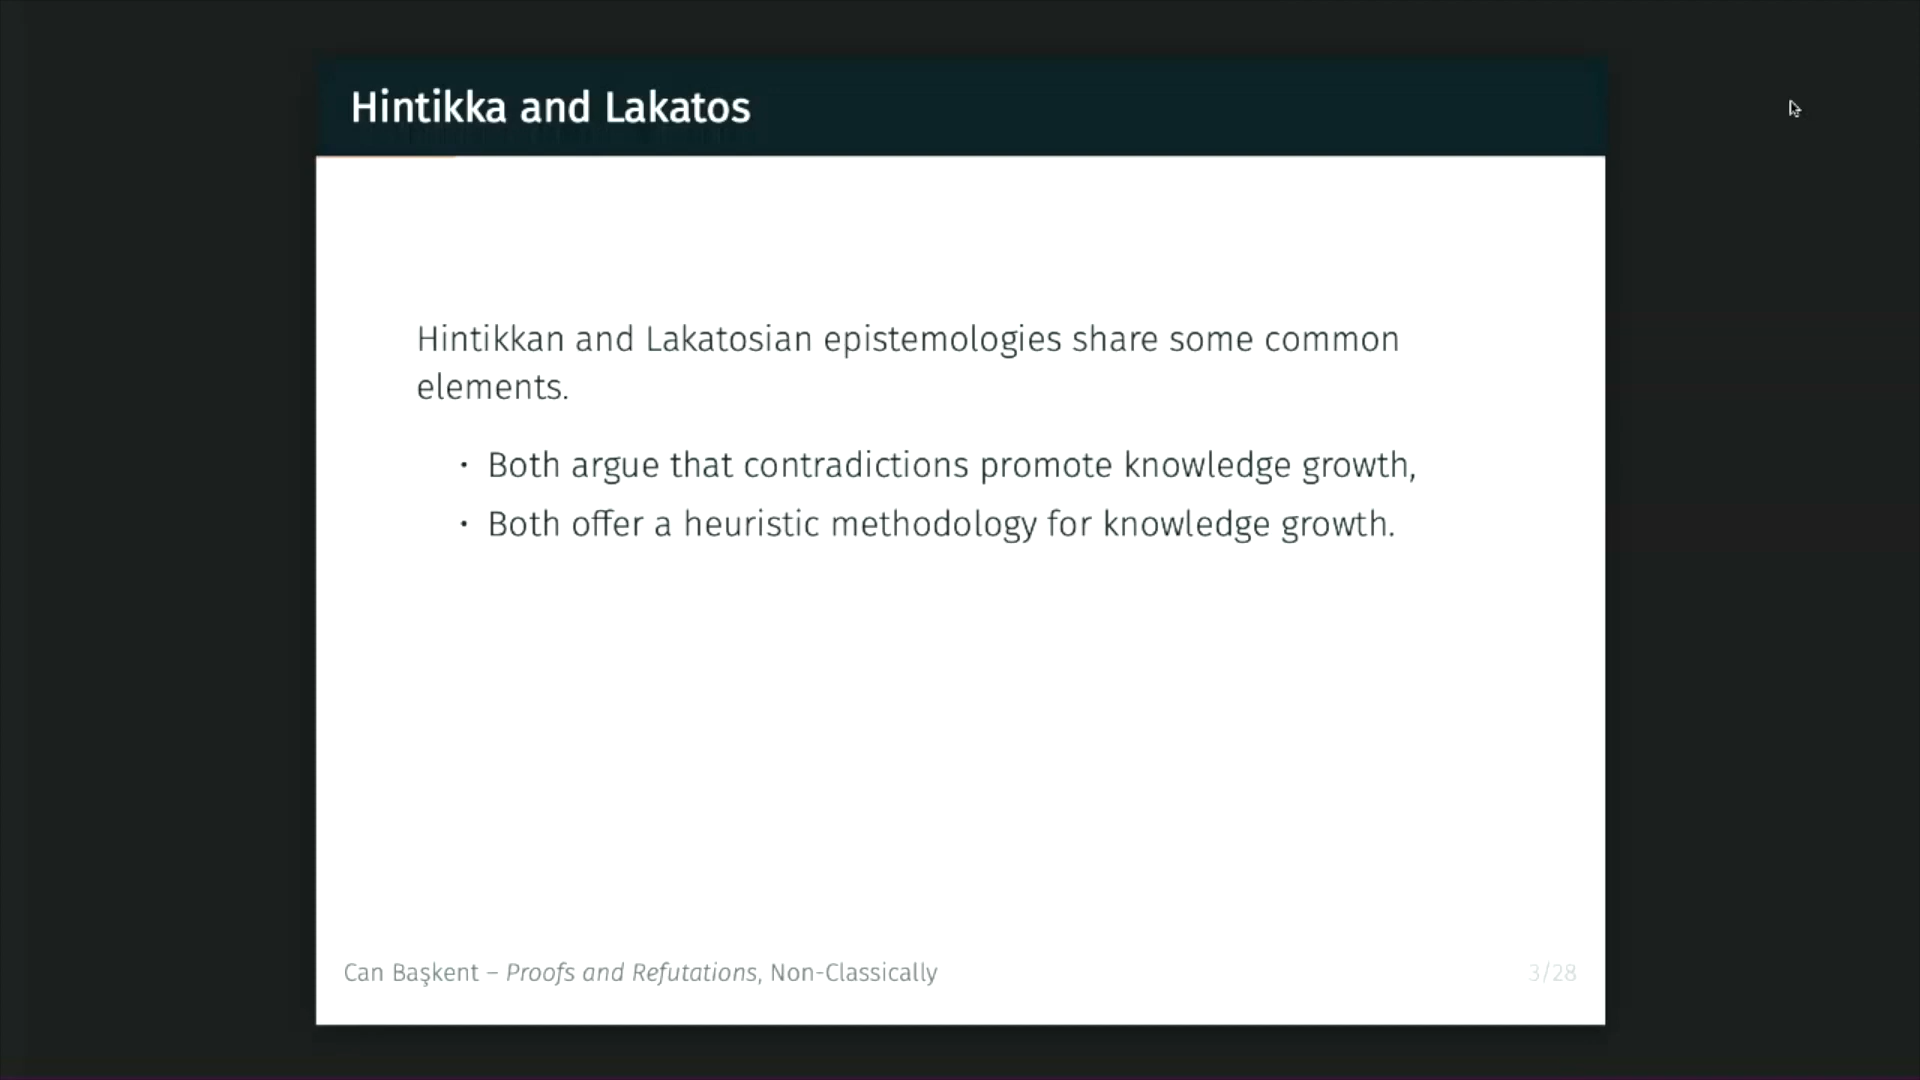 Hintikka and Lakatos
Hintikkan and Lakatosian epistemologies share some common
elements.
· Both argue that contradictions promote knowledge growth,
· Both offer a heuristic methodology for knowledge growth.
Can Başkent – Proofs and Refutations, Non-Classically
3/28